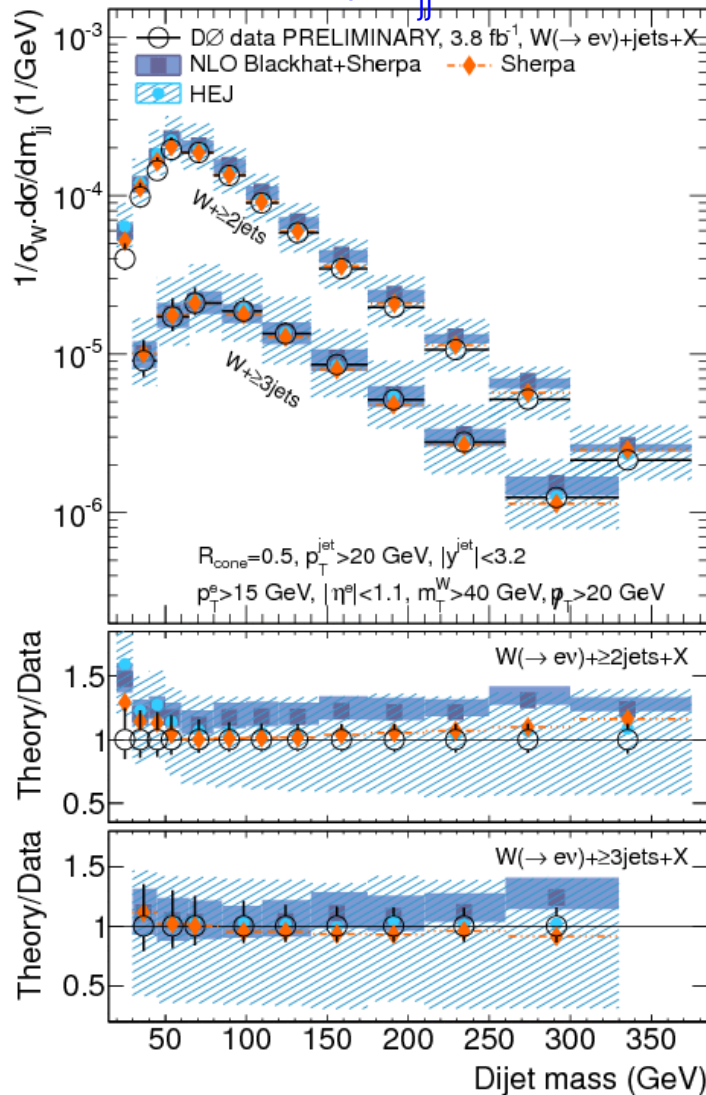 jj
10⁻³
DØ data PRELIMINARY, 3.8 fb⁻¹, W(→ eν)+jets+X
NLO Blackhat+Sherpa
Sherpa
HEJ
1/σ_W.dσ/dm_jj (1/GeV)
10⁻⁴
W+≥2jets
10⁻⁵
W+≥3jets
10⁻⁶
R_cone=0.5, p_T^jet>20 GeV, |y^jet|<3.2
p_T^e>15 GeV, |η^e|<1.1, m_T^W>40 GeV, p̸_T>20 GeV
W(→ eν)+≥2jets+X
Theory/Data
1.5
1
0.5
W(→ eν)+≥3jets+X
Theory/Data
1.5
1
0.5
50 100 150 200 250 300 350
Dijet mass (GeV)